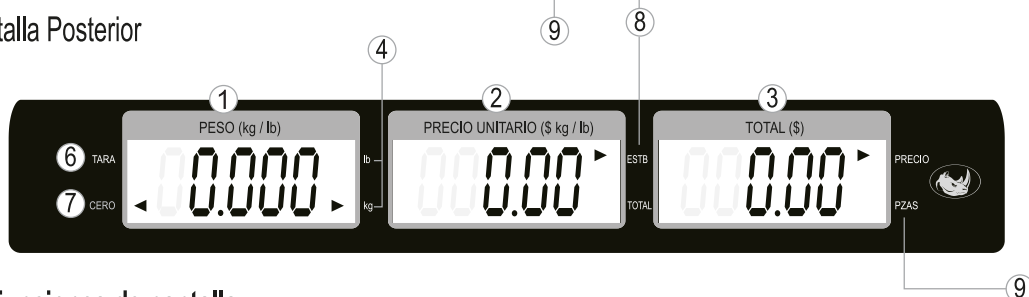 9
8
talla Posterior
4
1
2
3
PESO (kg / lb)
PRECIO UNITARIO ($ kg / lb)
TOTAL ($)
6 TARA
0.000
lb
0.00
ESTB
0.00
PRECIO
7 CERO
kg
TOTAL
PZAS
9